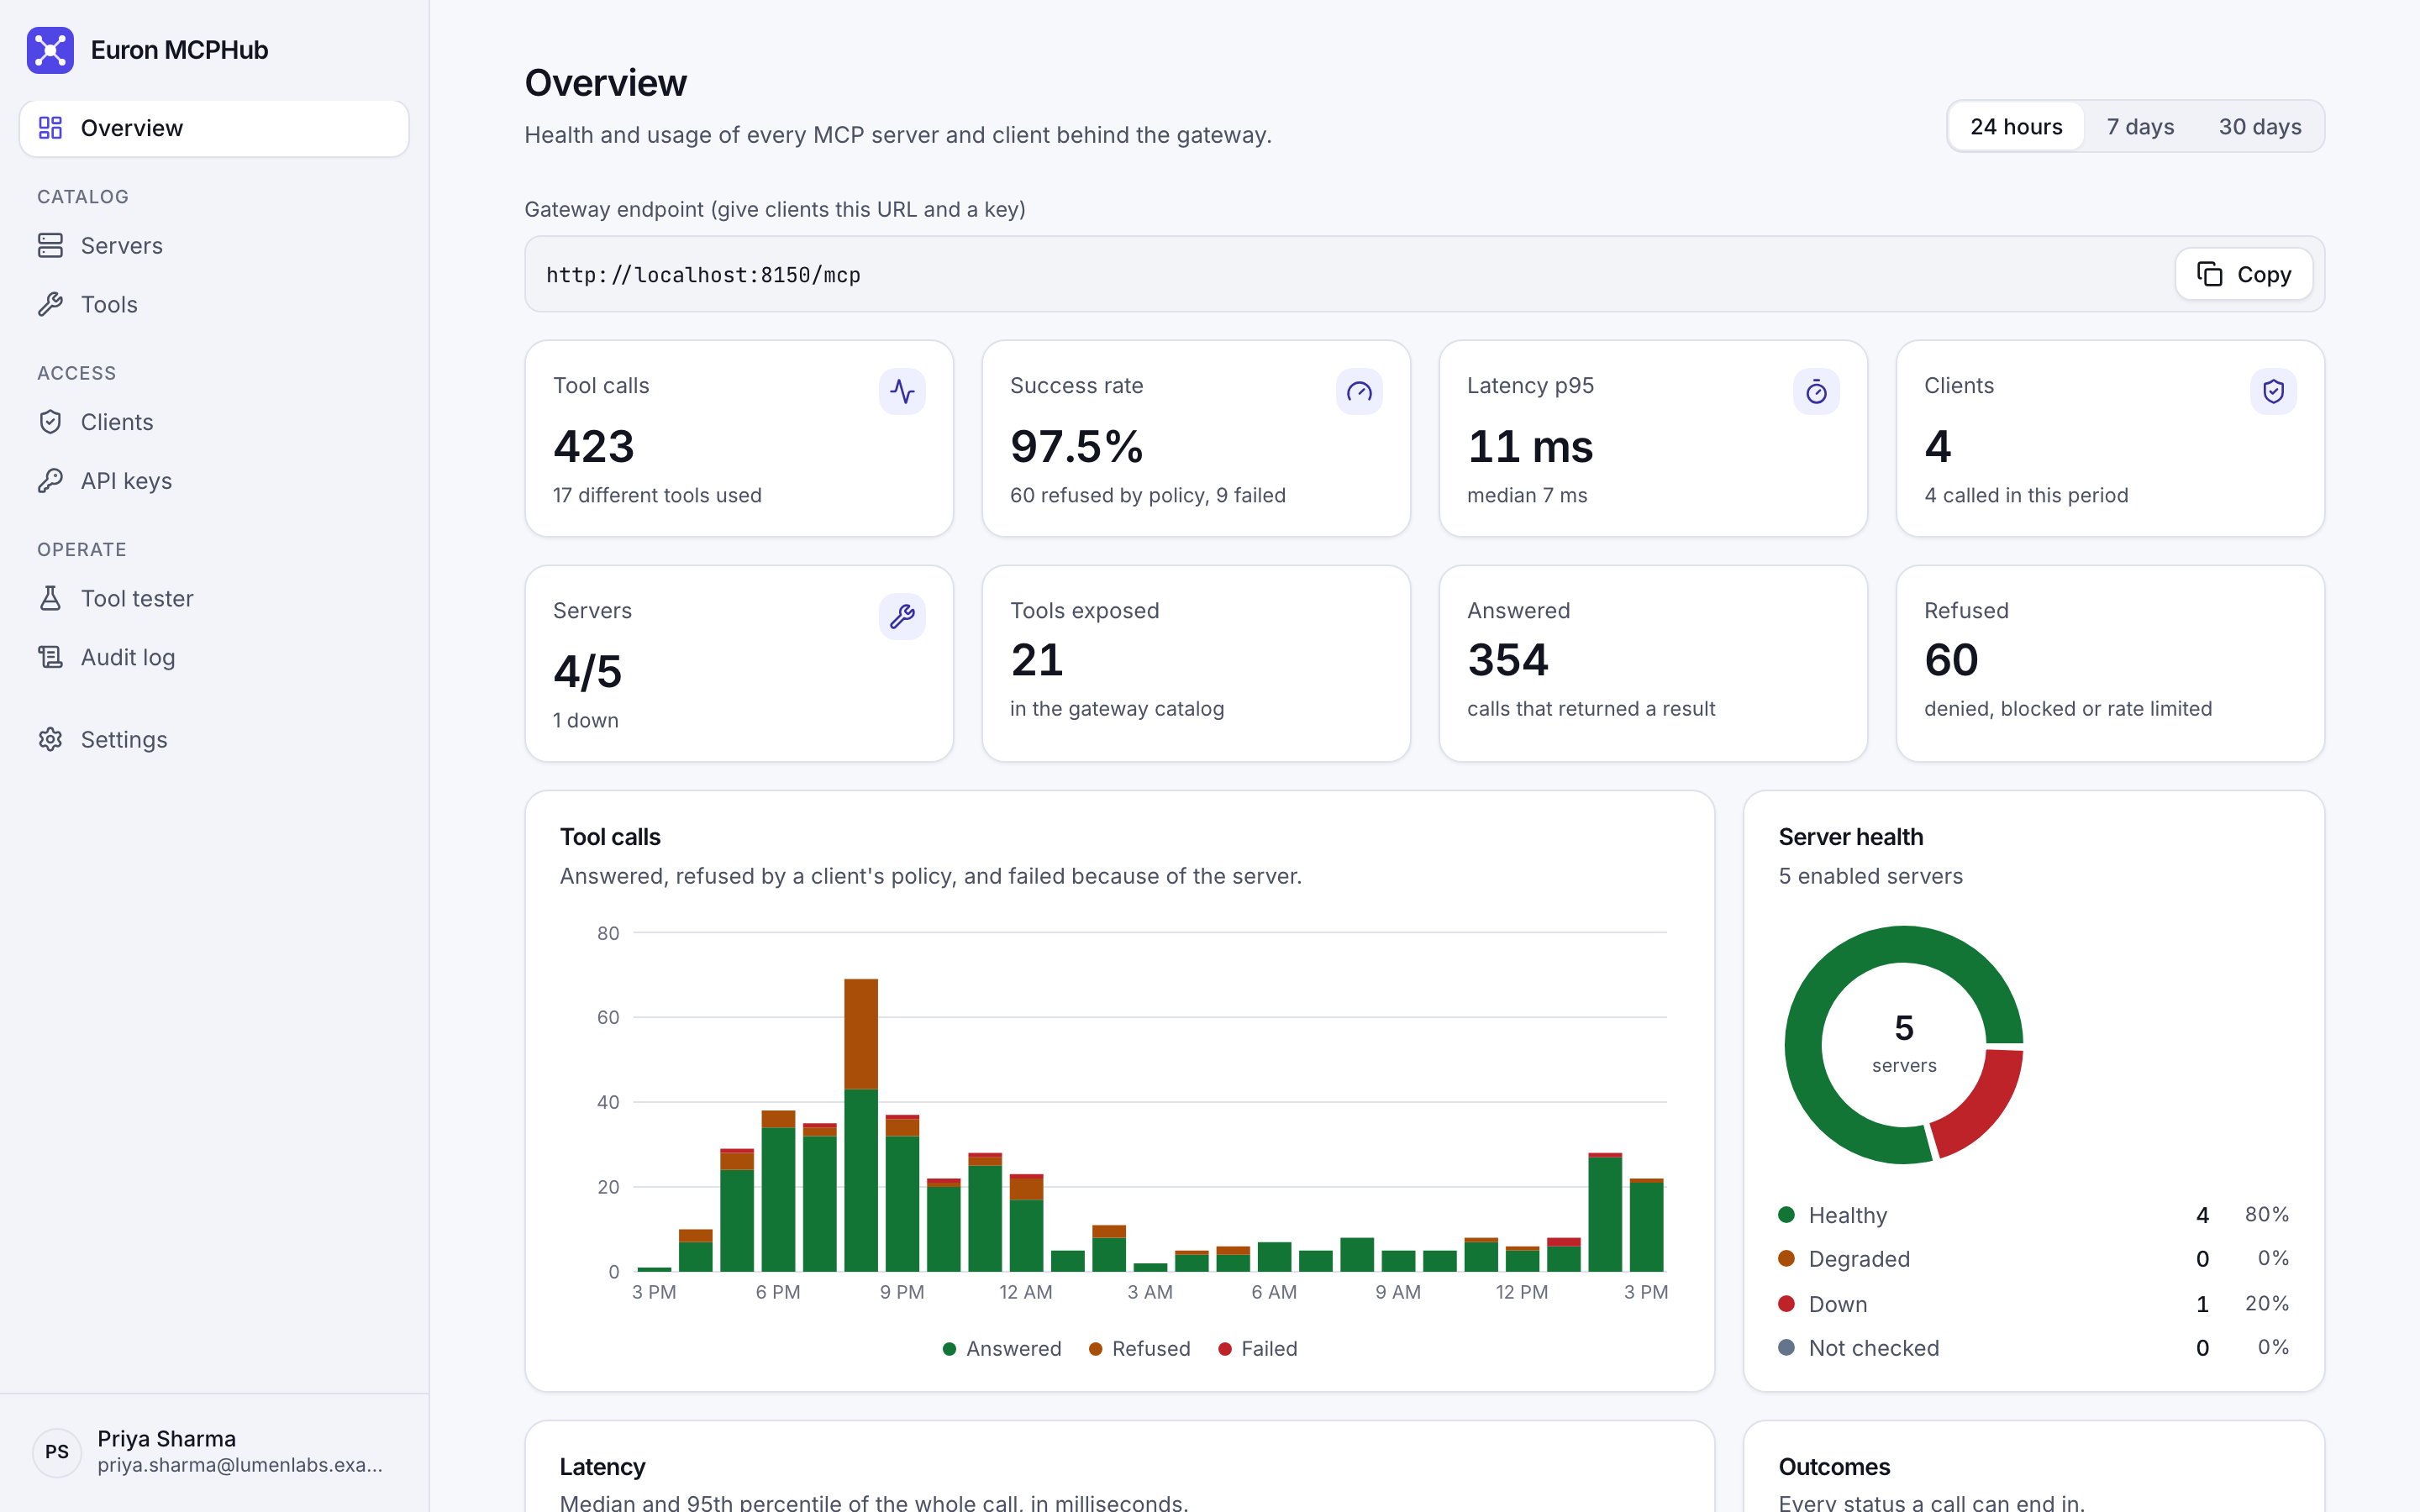 Euron MCPHub
Overview
CATALOG
Servers
Tools
ACCESS
Clients
API keys
OPERATE
Tool tester
Audit log
Settings
PS
Priya Sharma
priya.sharma@lumenlabs.exa...
Overview
Health and usage of every MCP server and client behind the gateway.
24 hours 7 days 30 days
Gateway endpoint (give clients this URL and a key)
http://localhost:8150/mcp
Copy
Tool calls
423
17 different tools used
Success rate
97.5%
60 refused by policy, 9 failed
Latency p95
11 ms
median 7 ms
Clients
4
4 called in this period
Servers
4/5
1 down
Tools exposed
21
in the gateway catalog
Answered
354
calls that returned a result
Refused
60
denied, blocked or rate limited
Tool calls
Answered, refused by a client's policy, and failed because of the server.
80
60
40
20
0
3 PM 6 PM 9 PM 12 AM 3 AM 6 AM 9 AM 12 PM 3 PM
Answered Refused Failed
Server health
5 enabled servers
5
servers
Healthy 4 80%
Degraded 0 0%
Down 1 20%
Not checked 0 0%
Latency
Median and 95th percentile of the whole call, in milliseconds.
Outcomes
Every status a call can end in.